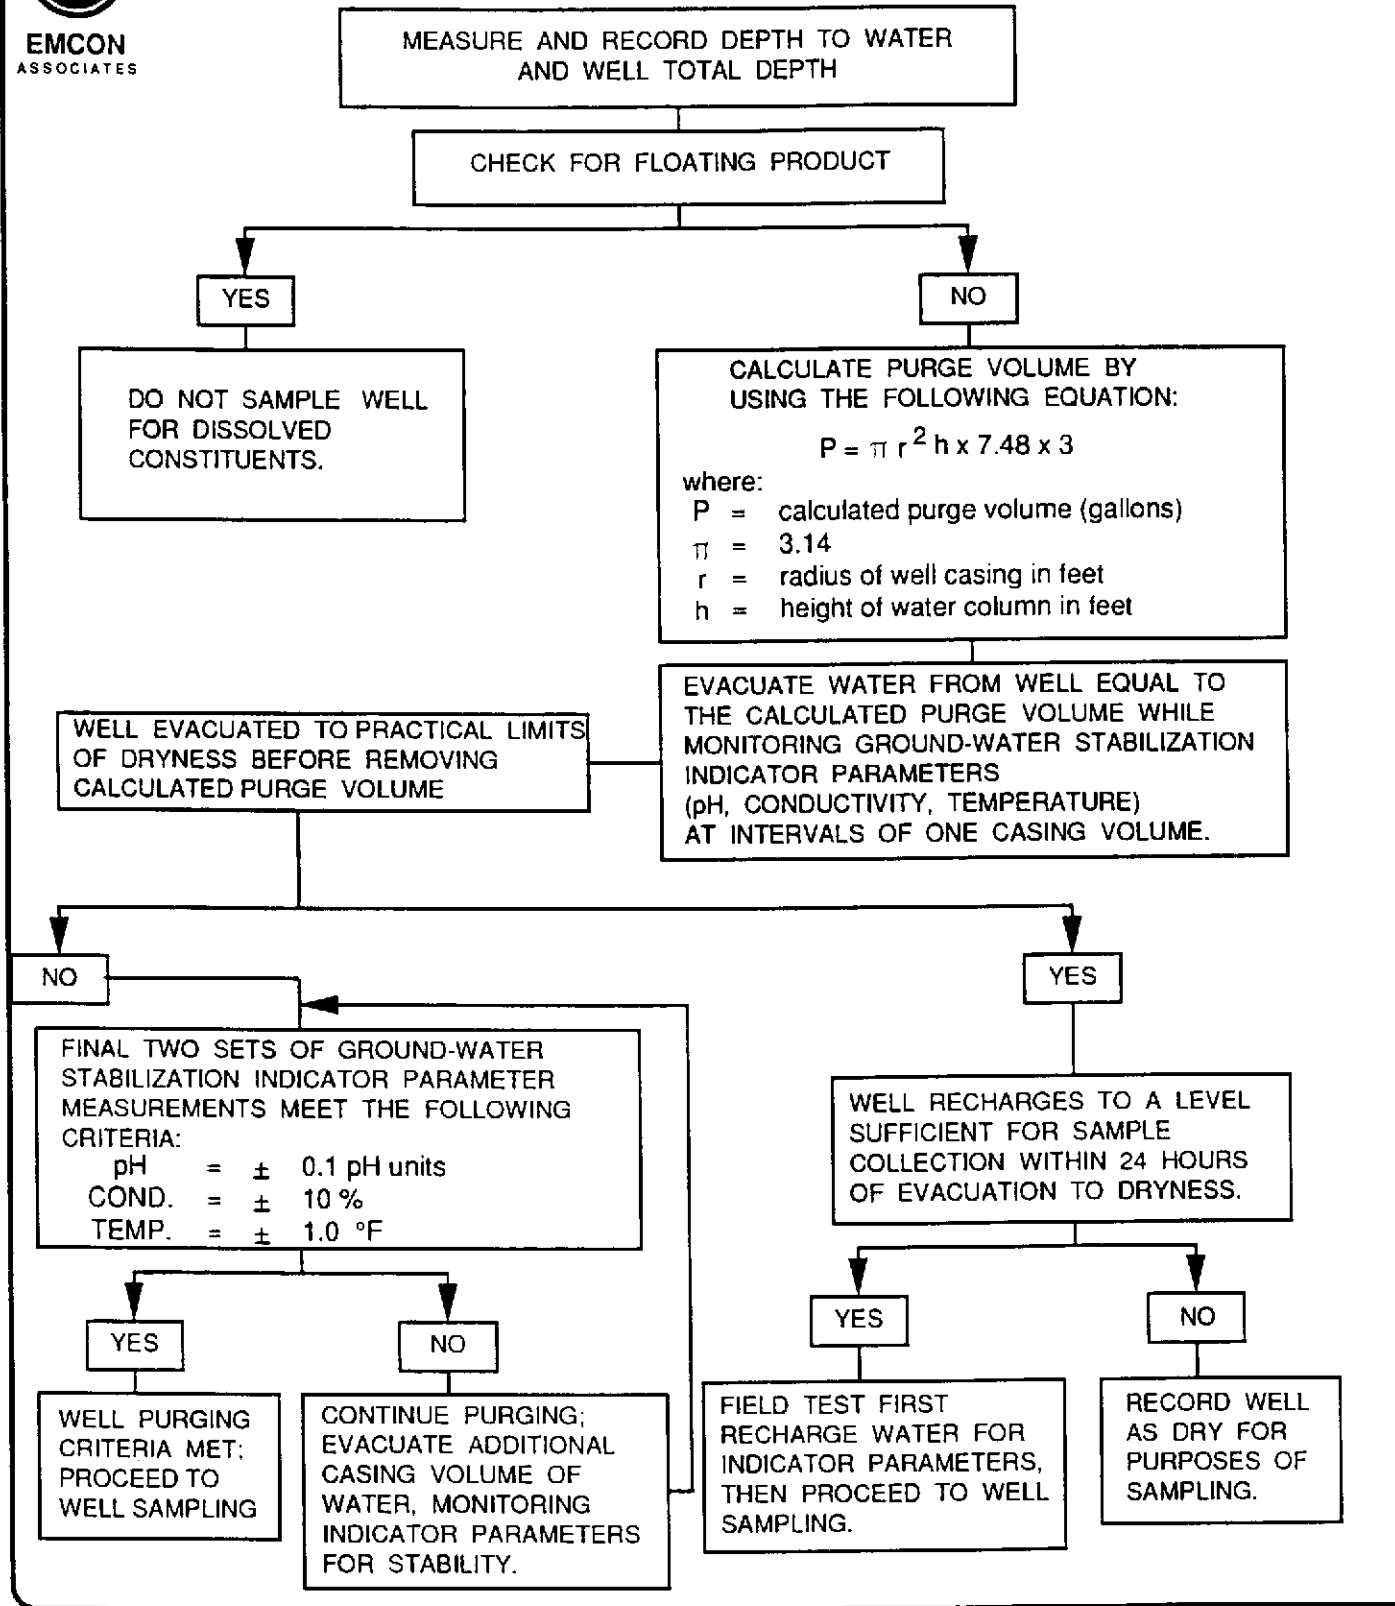 EMCON
ASSOCIATES
MEASURE AND RECORD DEPTH TO WATER
AND WELL TOTAL DEPTH
CHECK FOR FLOATING PRODUCT
YES
NO
DO NOT SAMPLE WELL
FOR DISSOLVED
CONSTITUENTS.
CALCULATE PURGE VOLUME BY
USING THE FOLLOWING EQUATION:
P = π r² h x 7.48 x 3
where:
P = calculated purge volume (gallons)
π = 3.14
r = radius of well casing in feet
h = height of water column in feet
EVACUATE WATER FROM WELL EQUAL TO
THE CALCULATED PURGE VOLUME WHILE
MONITORING GROUND-WATER STABILIZATION
INDICATOR PARAMETERS
(pH, CONDUCTIVITY, TEMPERATURE)
AT INTERVALS OF ONE CASING VOLUME.
WELL EVACUATED TO PRACTICAL LIMITS
OF DRYNESS BEFORE REMOVING
CALCULATED PURGE VOLUME
NO
YES
FINAL TWO SETS OF GROUND-WATER
STABILIZATION INDICATOR PARAMETER
MEASUREMENTS MEET THE FOLLOWING
CRITERIA:
pH = ± 0.1 pH units
COND. = ± 10 %
TEMP. = ± 1.0 °F
WELL RECHARGES TO A LEVEL
SUFFICIENT FOR SAMPLE
COLLECTION WITHIN 24 HOURS
OF EVACUATION TO DRYNESS.
YES
NO
YES
NO
WELL PURGING
CRITERIA MET;
PROCEED TO
WELL SAMPLING
CONTINUE PURGING;
EVACUATE ADDITIONAL
CASING VOLUME OF
WATER, MONITORING
INDICATOR PARAMETERS
FOR STABILITY.
FIELD TEST FIRST
RECHARGE WATER FOR
INDICATOR PARAMETERS,
THEN PROCEED TO WELL
SAMPLING.
RECORD WELL
AS DRY FOR
PURPOSES OF
SAMPLING.